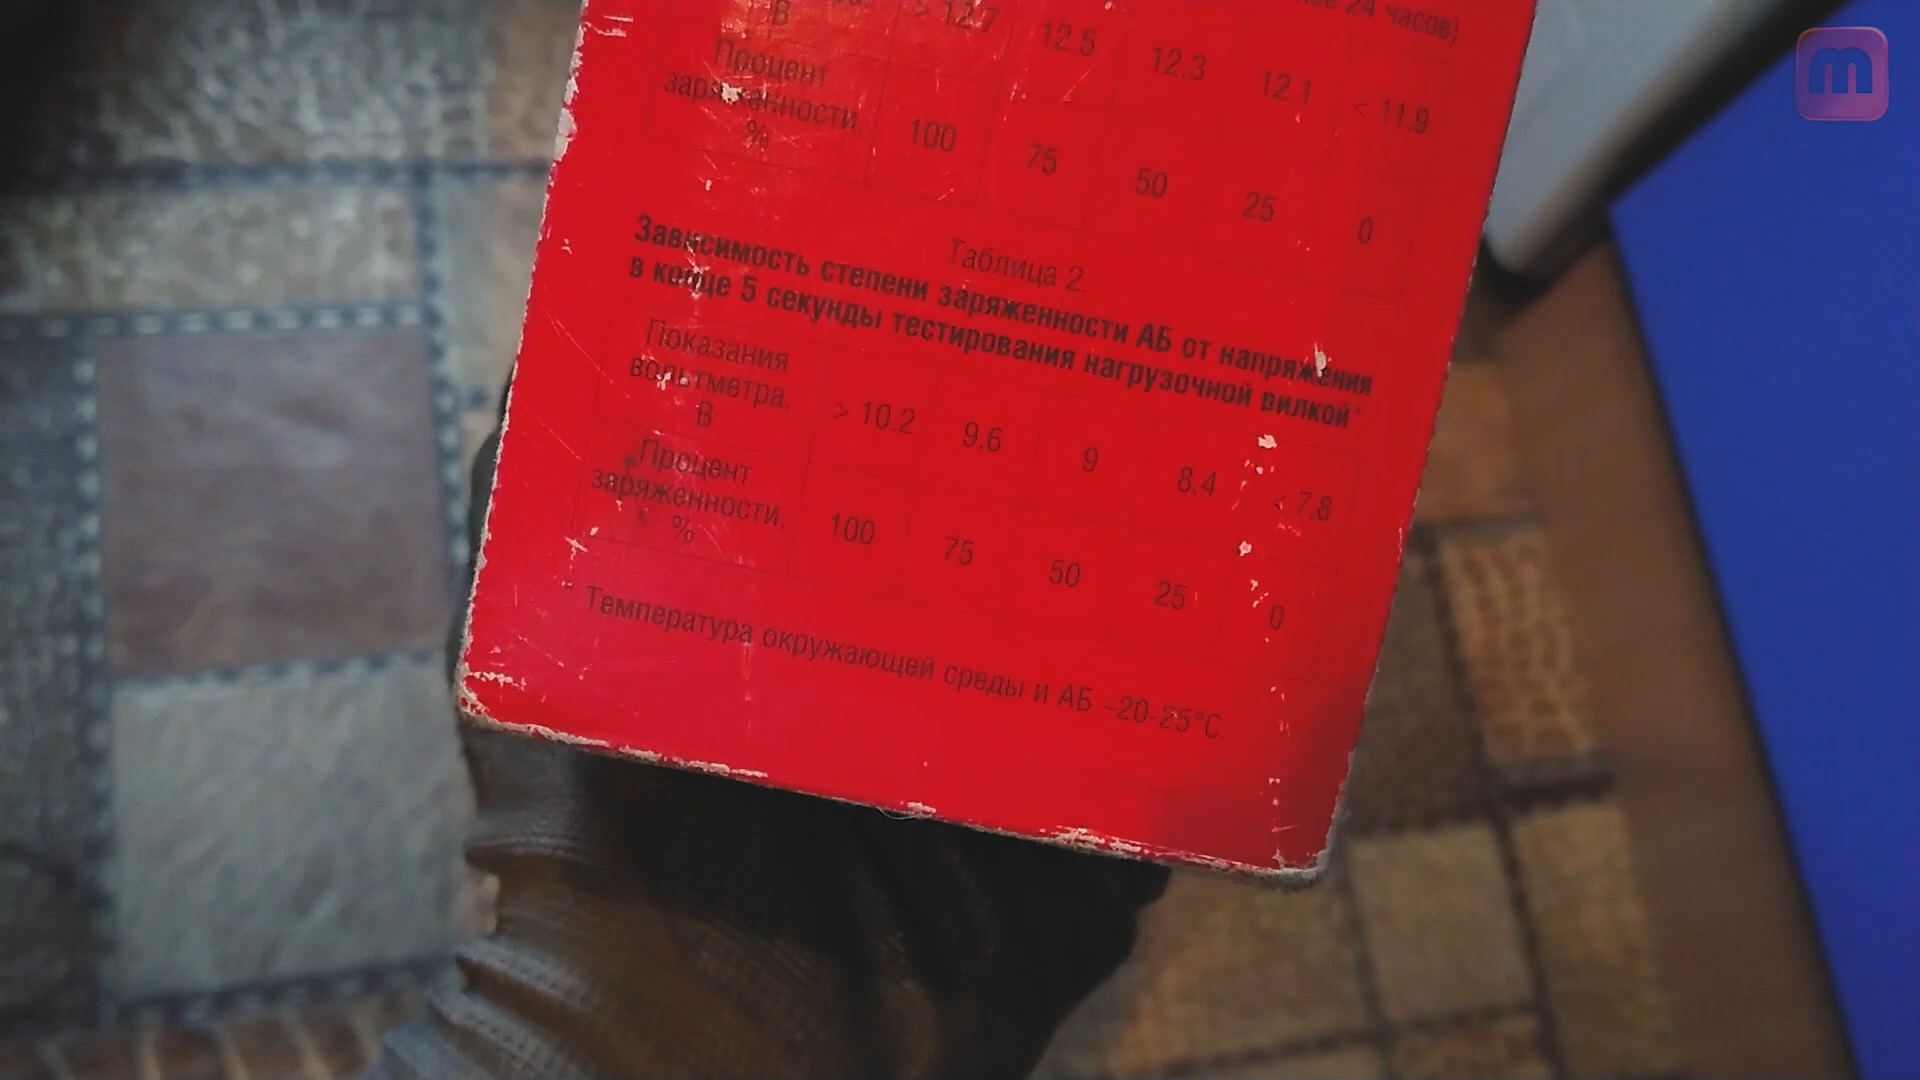 24 часов)
В > 12.7 12.5 12.3 12.1 < 11.9
Процент
заряженности,
% 100 75 50 25 0
Таблица 2.
Зависимость степени заряженности АБ от напряжения
в конце 5 секунды тестирования нагрузочной вилкой*
Показания
вольтметра,
В > 10.2 9,6 9 8,4 < 7,8
Процент
заряженности,
% 100 75 50 25 0
* Температура окружающей среды и АБ ~20-25°С.
m